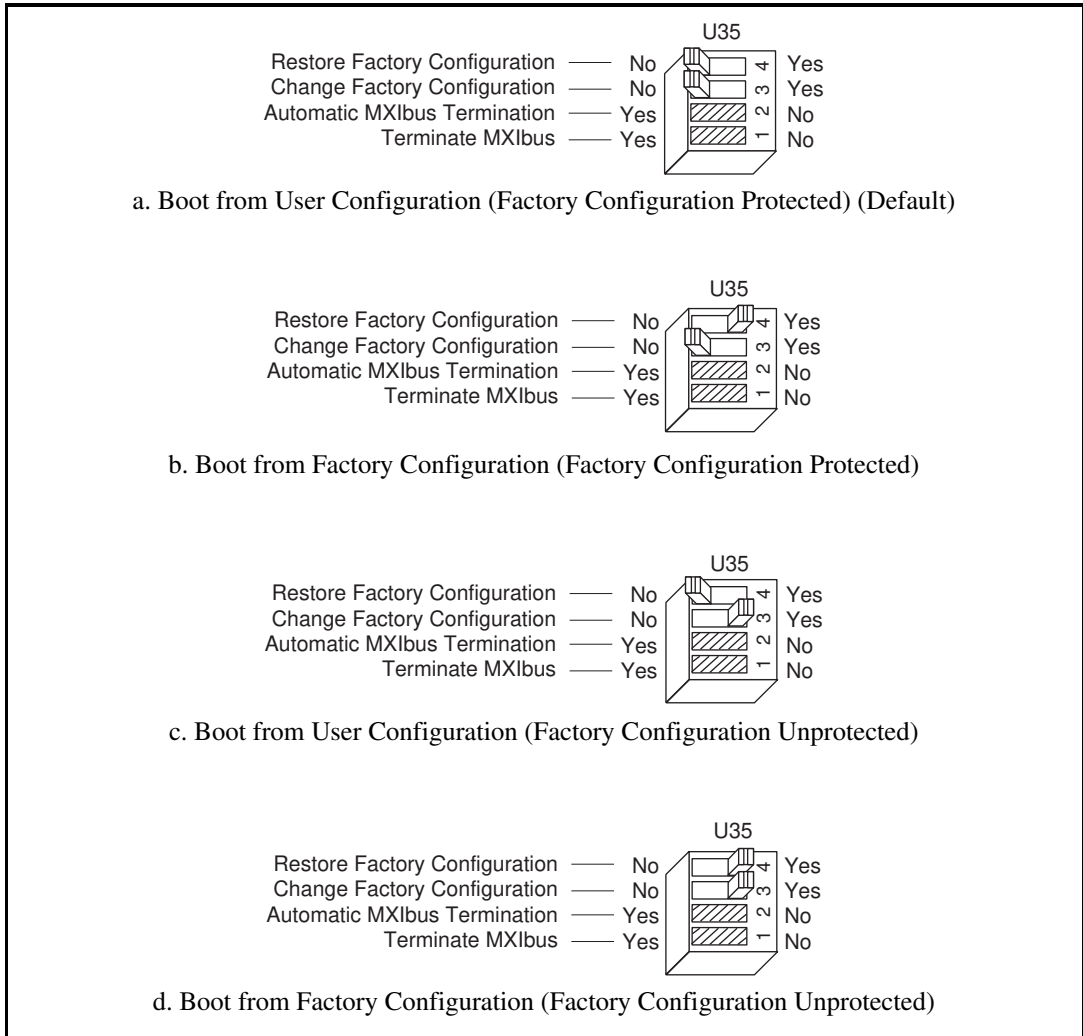 U35
Restore Factory Configuration No 4 Yes
Change Factory Configuration No 3 Yes
Automatic MXIbus Termination Yes 2 No
Terminate MXIbus Yes 1 No
a. Boot from User Configuration (Factory Configuration Protected) (Default)
U35
Restore Factory Configuration No 4 Yes
Change Factory Configuration No 3 Yes
Automatic MXIbus Termination Yes 2 No
Terminate MXIbus Yes 1 No
b. Boot from Factory Configuration (Factory Configuration Protected)
U35
Restore Factory Configuration No 4 Yes
Change Factory Configuration No 3 Yes
Automatic MXIbus Termination Yes 2 No
Terminate MXIbus Yes 1 No
c. Boot from User Configuration (Factory Configuration Unprotected)
U35
Restore Factory Configuration No 4 Yes
Change Factory Configuration No 3 Yes
Automatic MXIbus Termination Yes 2 No
Terminate MXIbus Yes 1 No
d. Boot from Factory Configuration (Factory Configuration Unprotected)